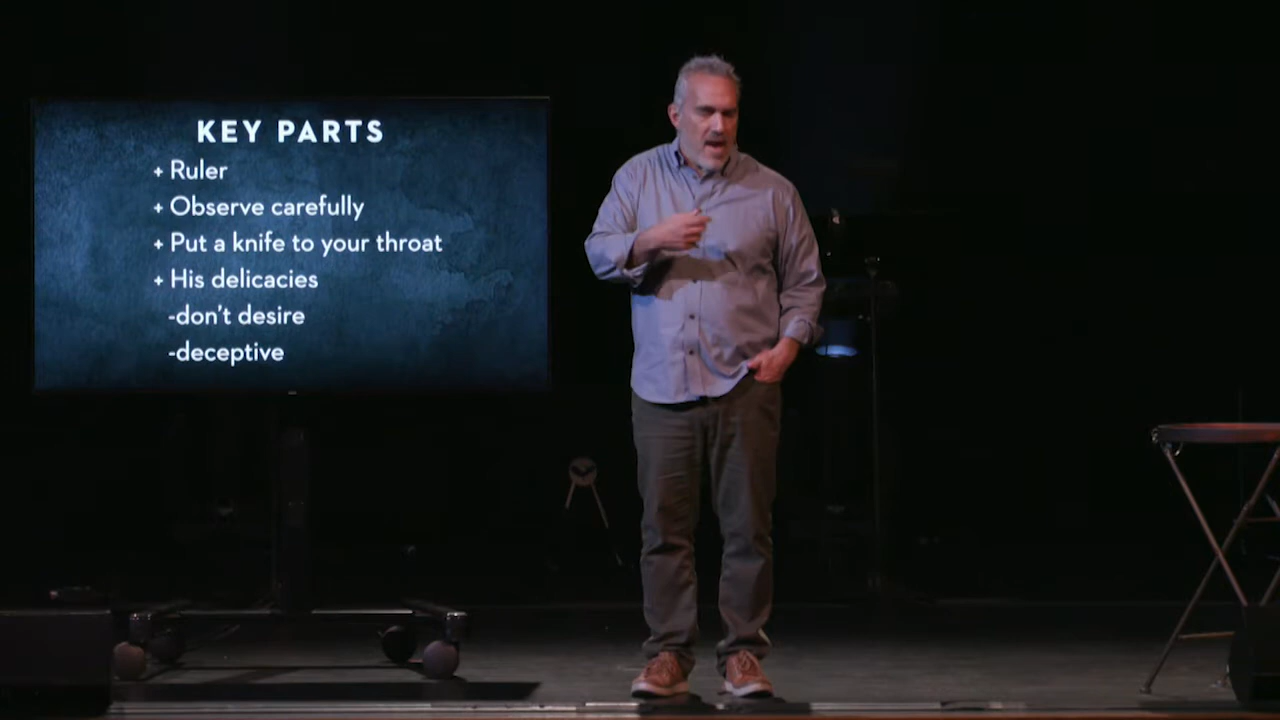 KEY PARTS
+ Ruler
+ Observe carefully
+ Put a knife to your throat
+ His delicacies
-don't desire
-deceptive